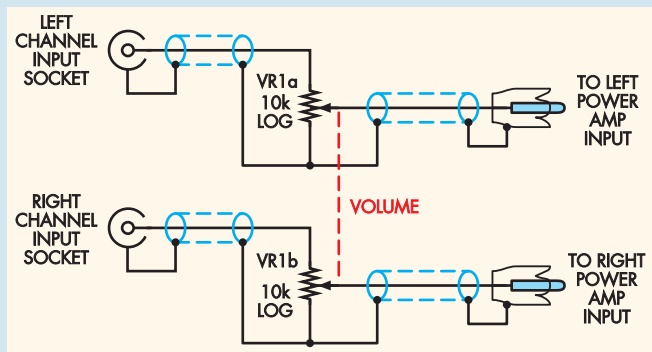 LEFT
CHANNEL
INPUT
SOCKET
VR1a
10k
LOG
TO LEFT
POWER
AMP
INPUT
VOLUME
RIGHT
CHANNEL
INPUT
SOCKET
VR1b
10k
LOG
TO RIGHT
POWER
AMP
INPUT